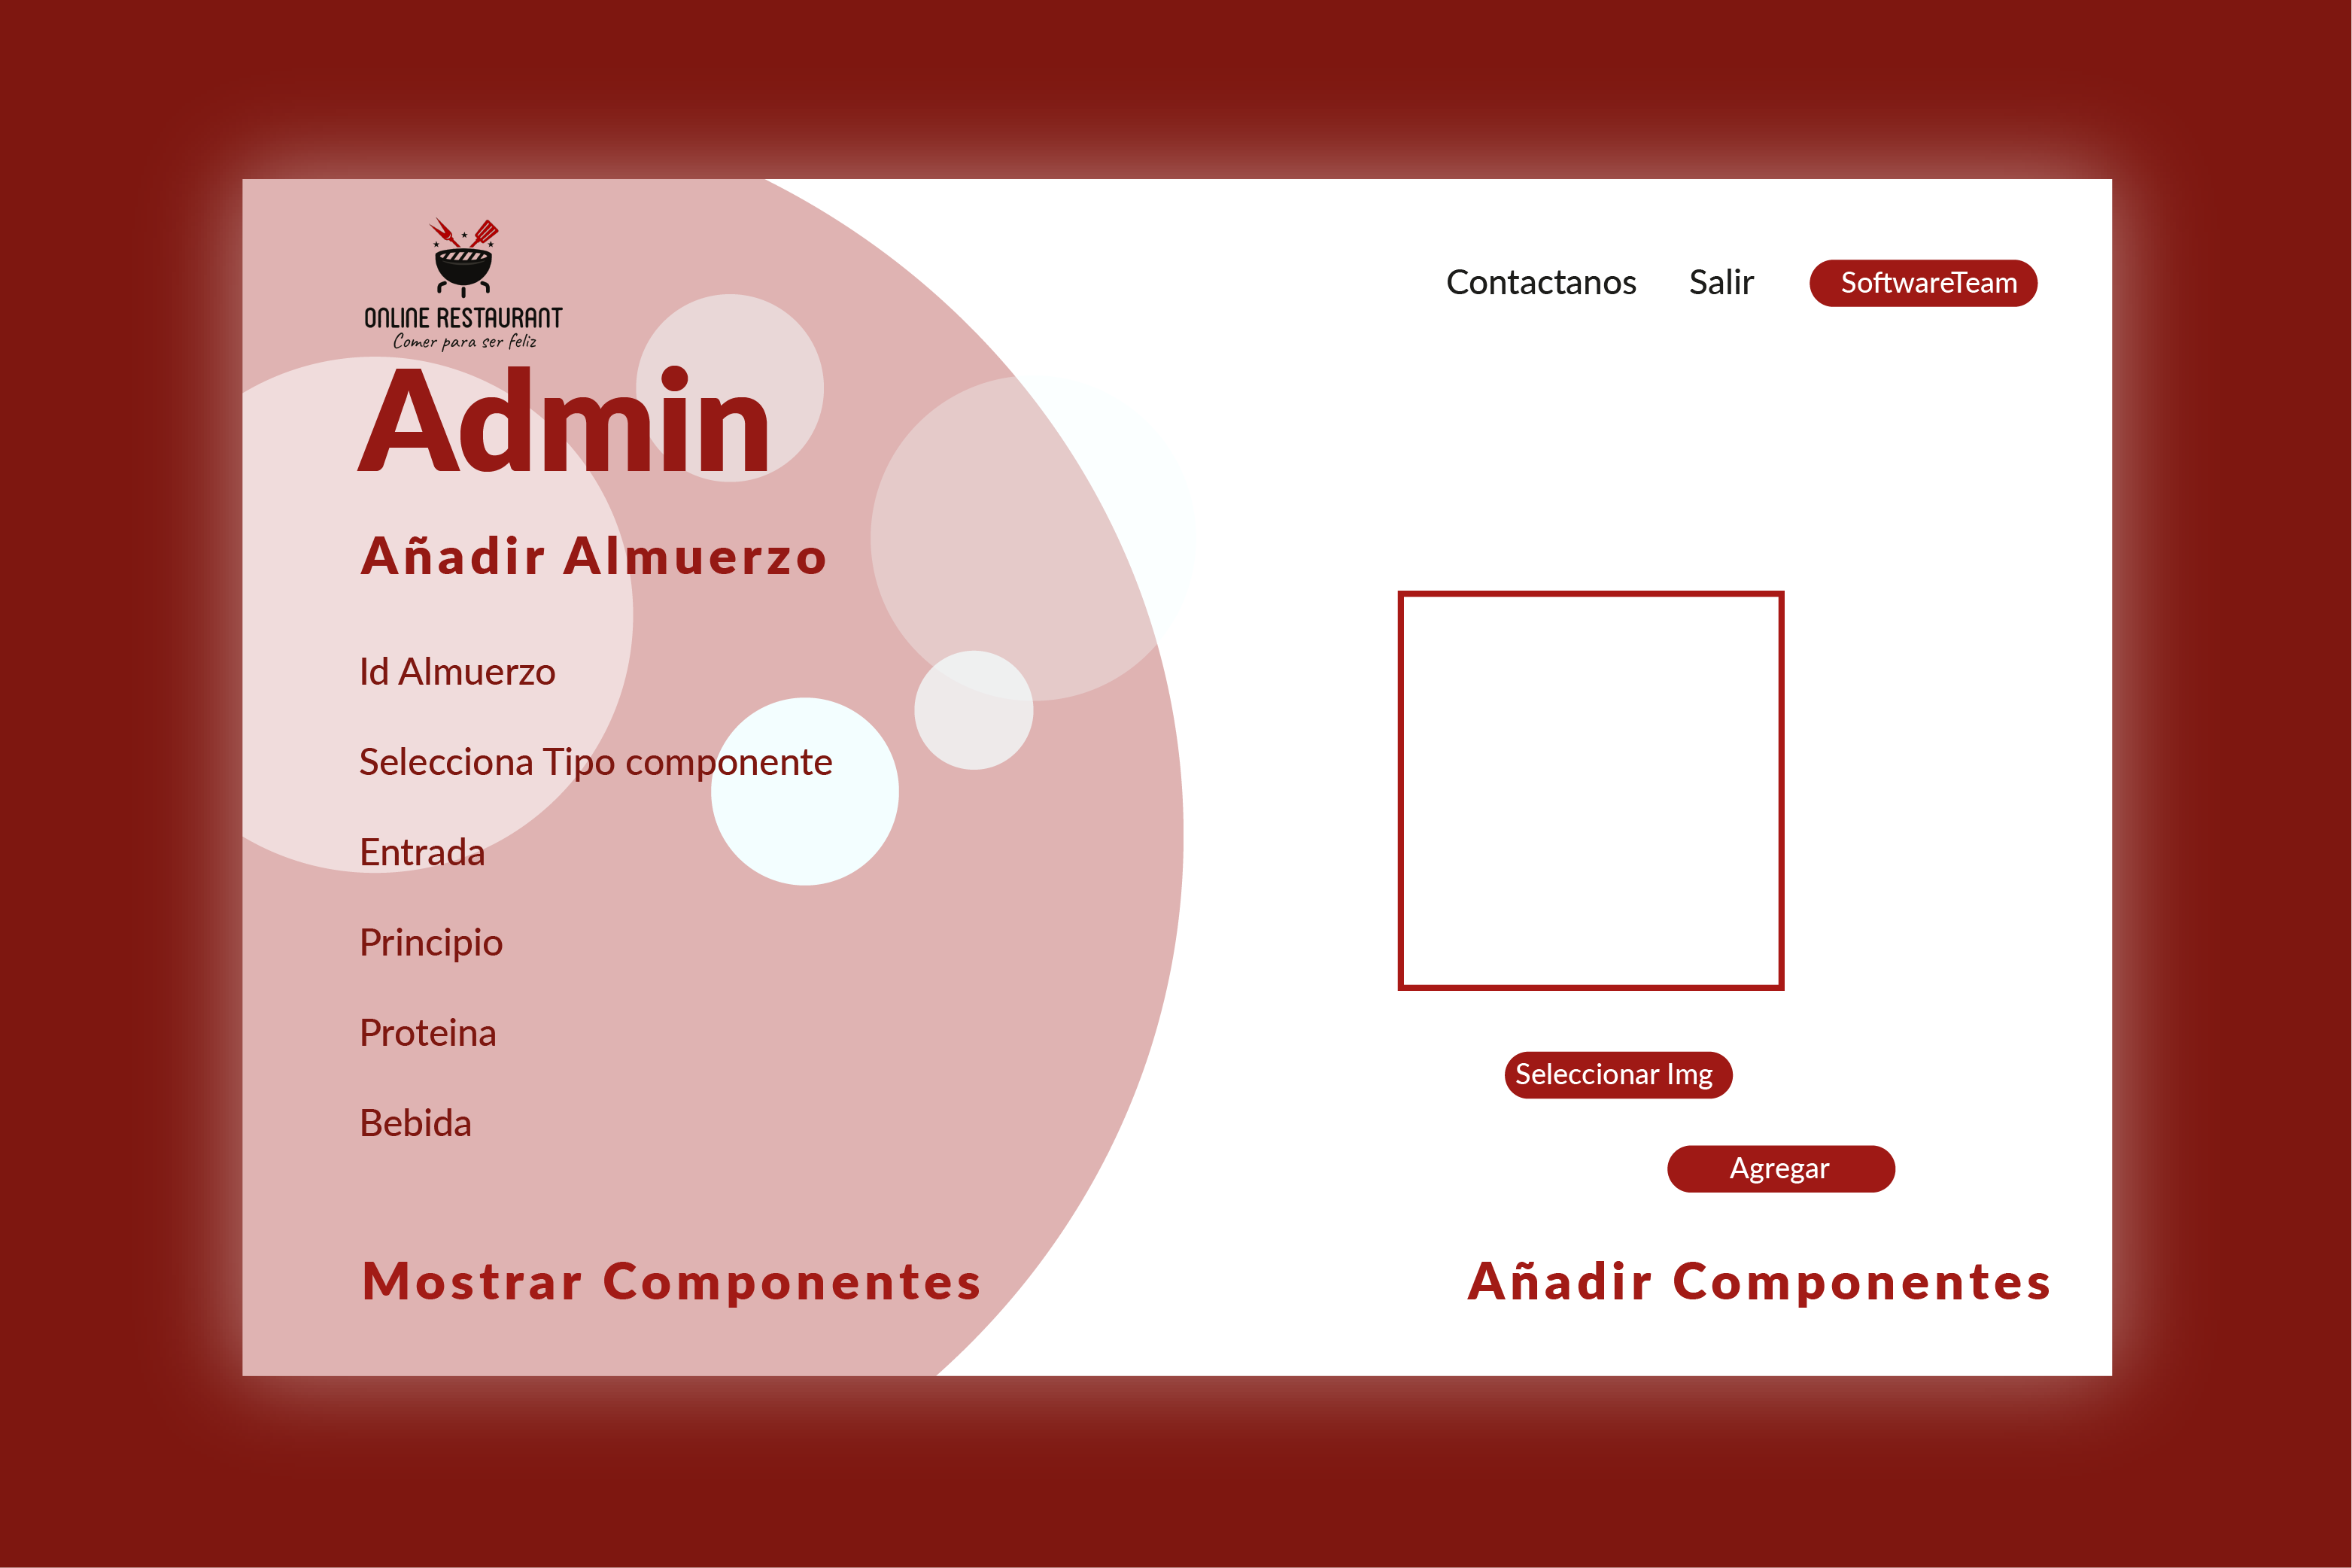 ONLINE RESTAURANT
Comer para ser feliz
Contactanos Salir SoftwareTeam
Admin
Añadir Almuerzo
Id Almuerzo
Selecciona Tipo componente
Entrada
Principio
Proteina
Bebida
Seleccionar Img
Agregar
Mostrar Componentes
Añadir Componentes